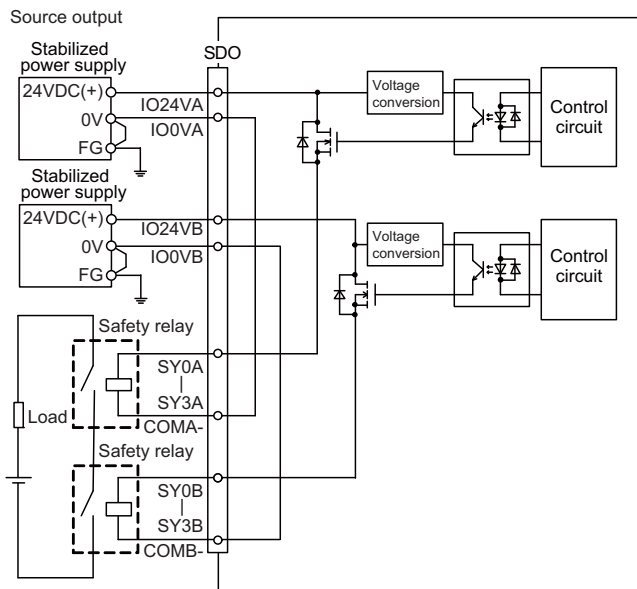 Source output
Stabilized
power supply
24VDC(+)
0V
FG
SDO
IO24VA
IO0VA
Voltage
conversion
Control
circuit
Stabilized
power supply
24VDC(+)
0V
FG
IO24VB
IO0VB
Voltage
conversion
Control
circuit
Safety relay
SY0A
SY3A
COMA-
Load
Safety relay
SY0B
SY3B
COMB-